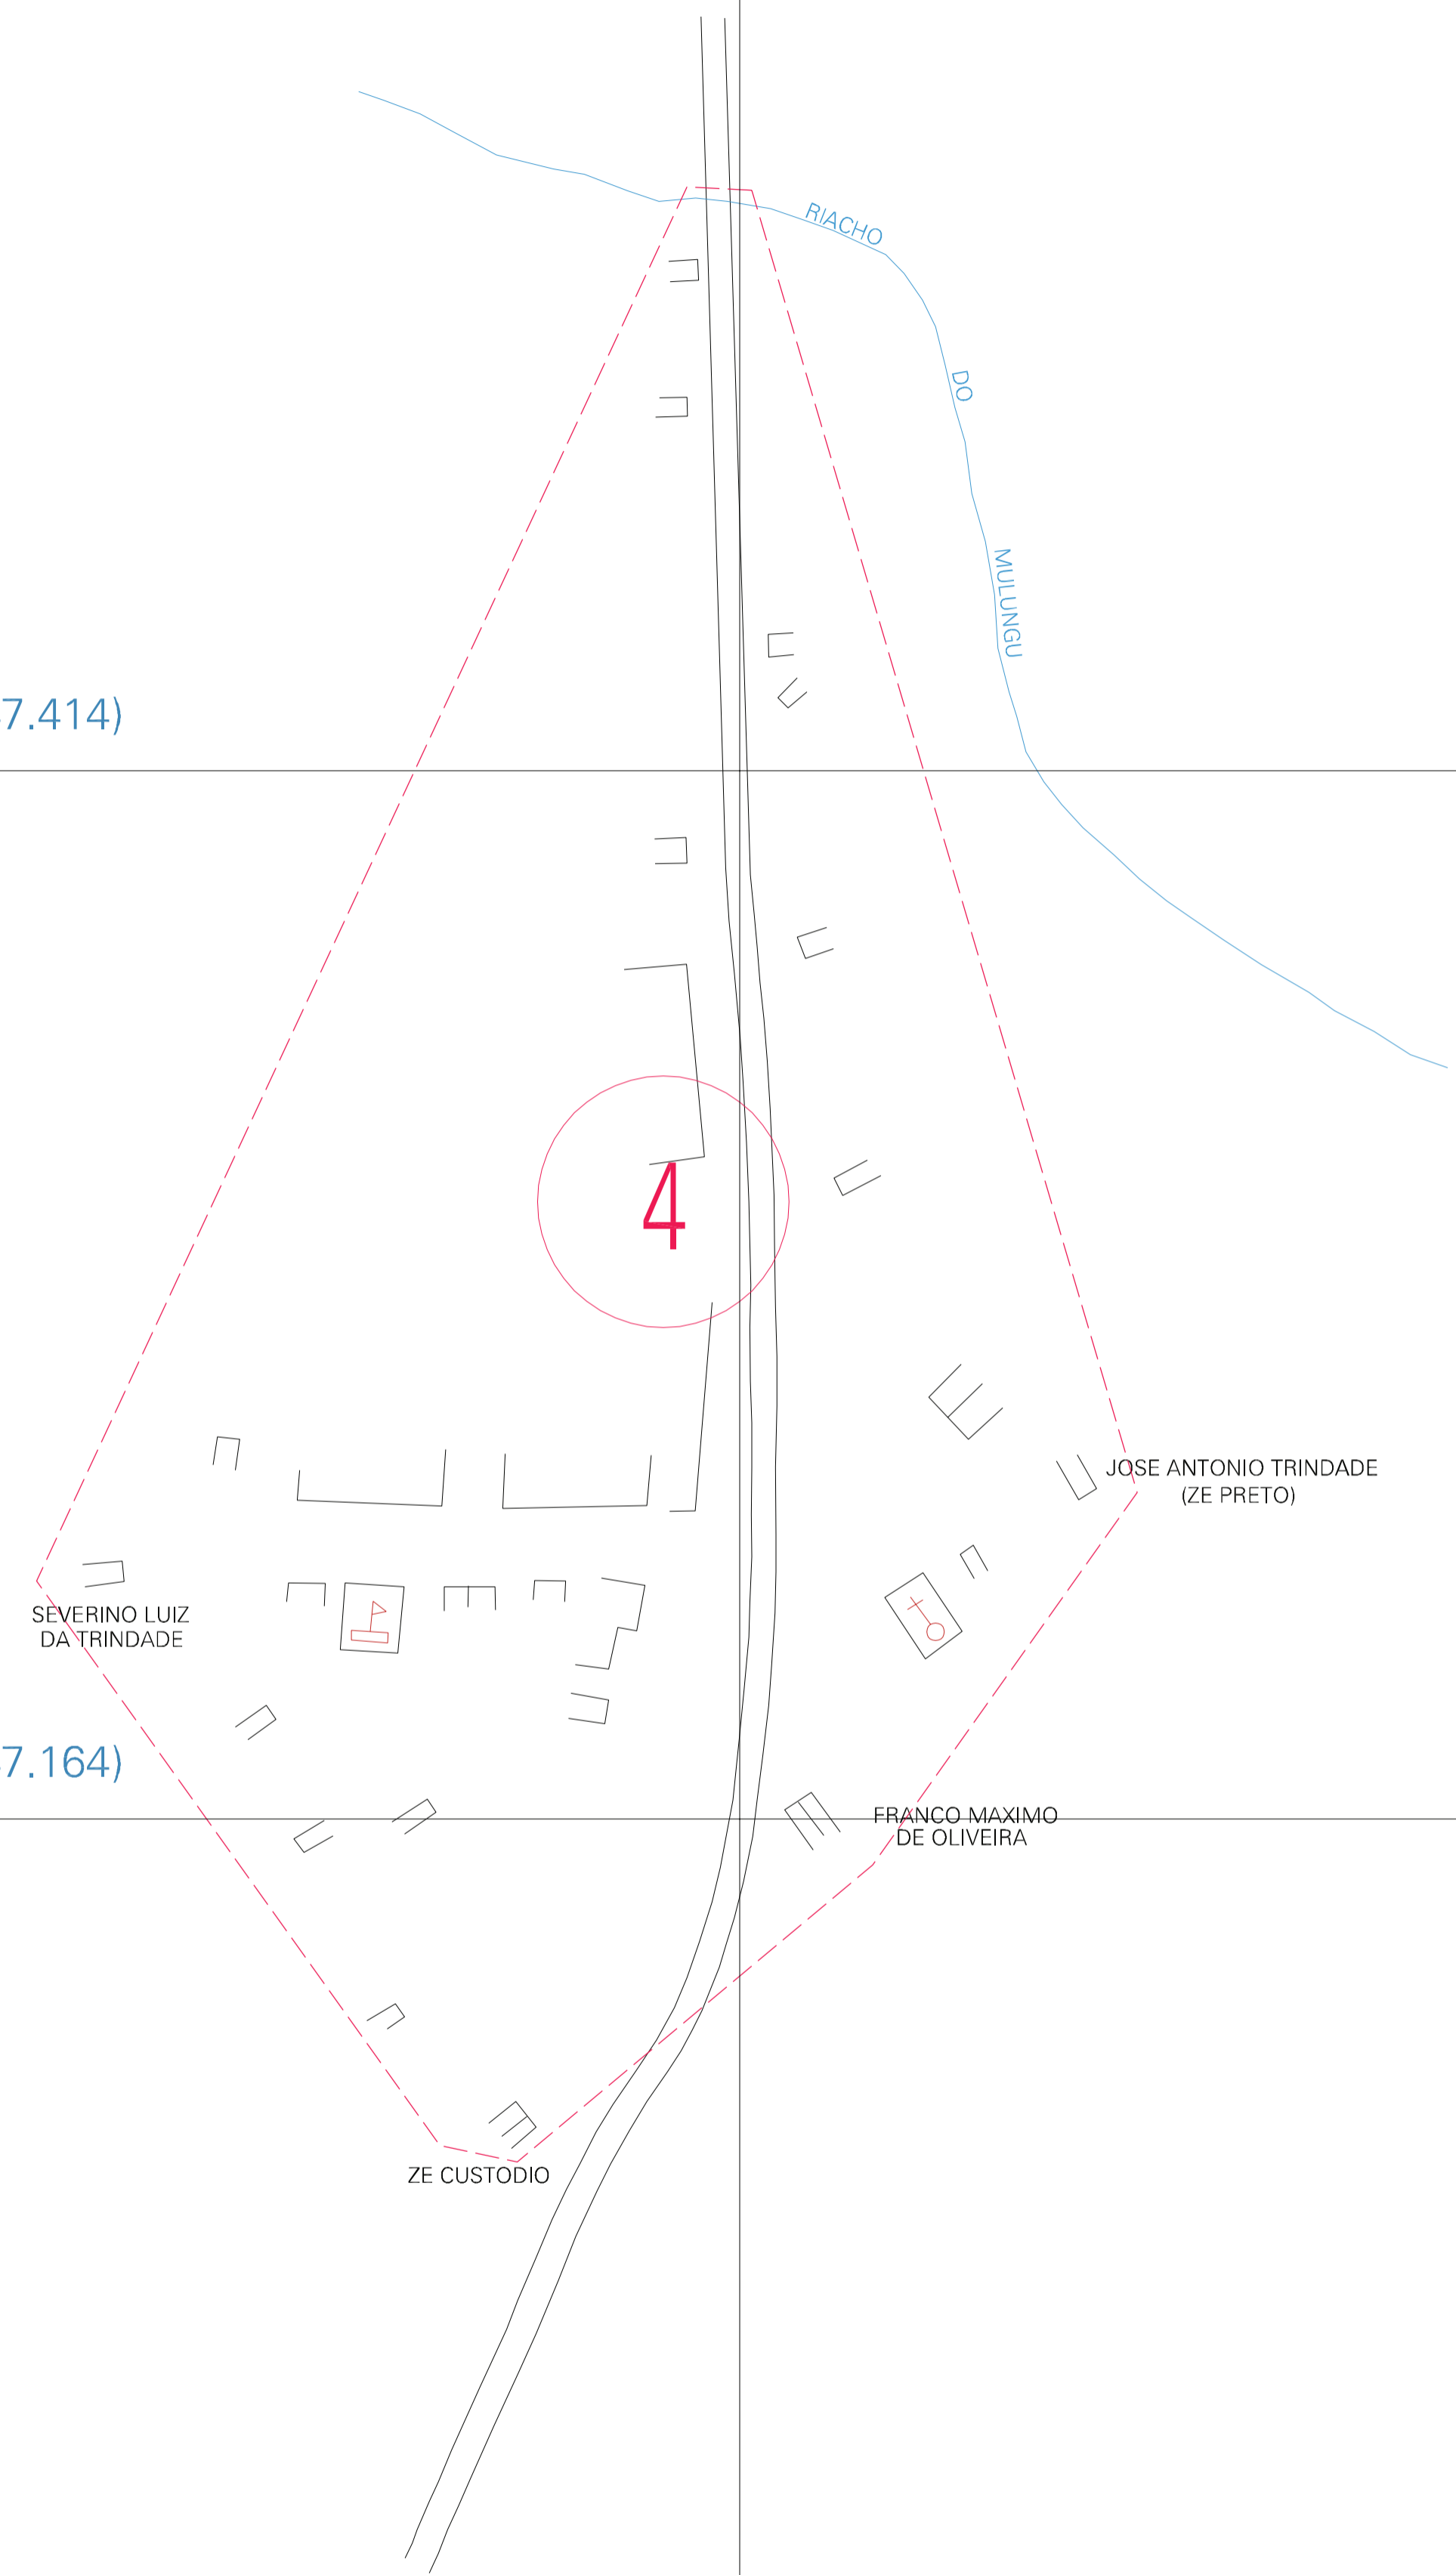 RIACHO
DO
MULUNGU
7.414)
4
JOSE ANTONIO TRINDADE
(ZE PRETO)
SEVERINO LUIZ
DA TRINDADE
7.164)
FRANCO MAXIMO
DE OLIVEIRA
ZE CUSTODIO